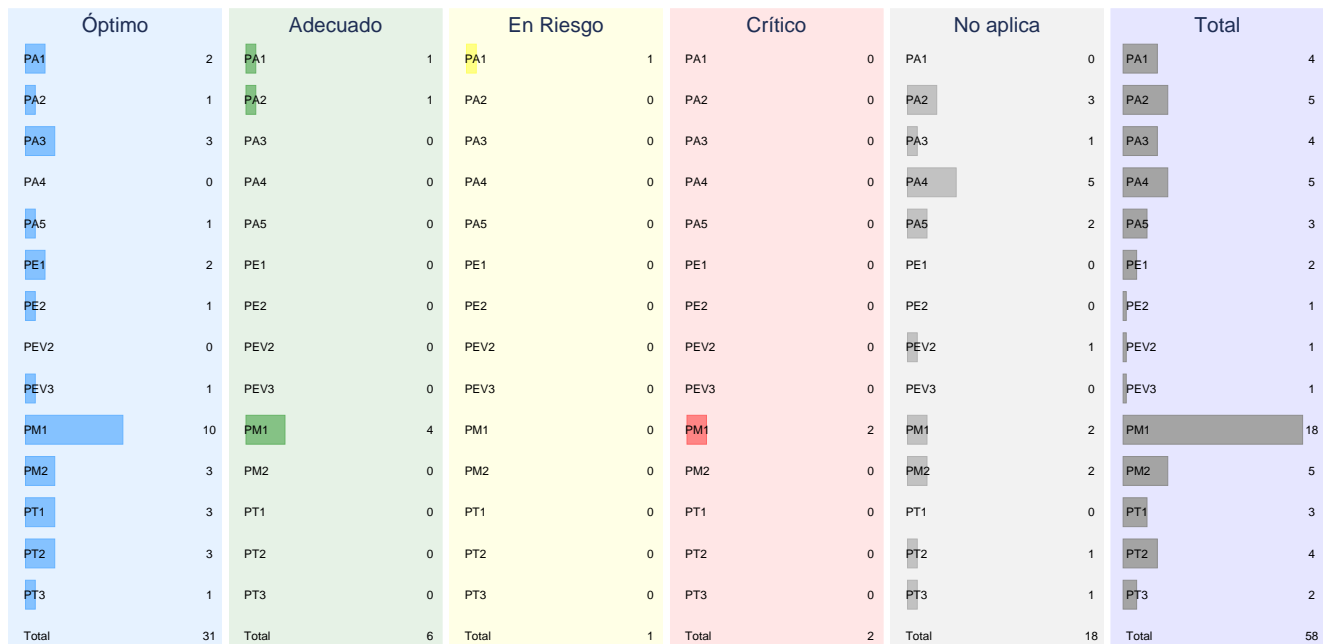 Óptimo
PA1 2
PA2 1
PA3 3
PA4 0
PA5 1
PE1 2
PE2 1
PEV2 0
PEV3 1
PM1 10
PM2 3
PT1 3
PT2 3
PT3 1
Total 31
Adecuado
PA1 1
PA2 1
PA3 0
PA4 0
PA5 0
PE1 0
PE2 0
PEV2 0
PEV3 0
PM1 4
PM2 0
PT1 0
PT2 0
PT3 0
Total 6
En Riesgo
PA1 1
PA2 0
PA3 0
PA4 0
PA5 0
PE1 0
PE2 0
PEV2 0
PEV3 0
PM1 0
PM2 0
PT1 0
PT2 0
PT3 0
Total 1
Crítico
PA1 0
PA2 0
PA3 0
PA4 0
PA5 0
PE1 0
PE2 0
PEV2 0
PEV3 0
PM1 2
PM2 0
PT1 0
PT2 0
PT3 0
Total 2
No aplica
PA1 0
PA2 3
PA3 1
PA4 5
PA5 2
PE1 0
PE2 0
PEV2 1
PEV3 0
PM1 2
PM2 2
PT1 0
PT2 1
PT3 1
Total 18
Total
PA1 4
PA2 5
PA3 4
PA4 5
PA5 3
PE1 2
PE2 1
PEV2 1
PEV3 1
PM1 18
PM2 5
PT1 3
PT2 4
PT3 2
Total 58